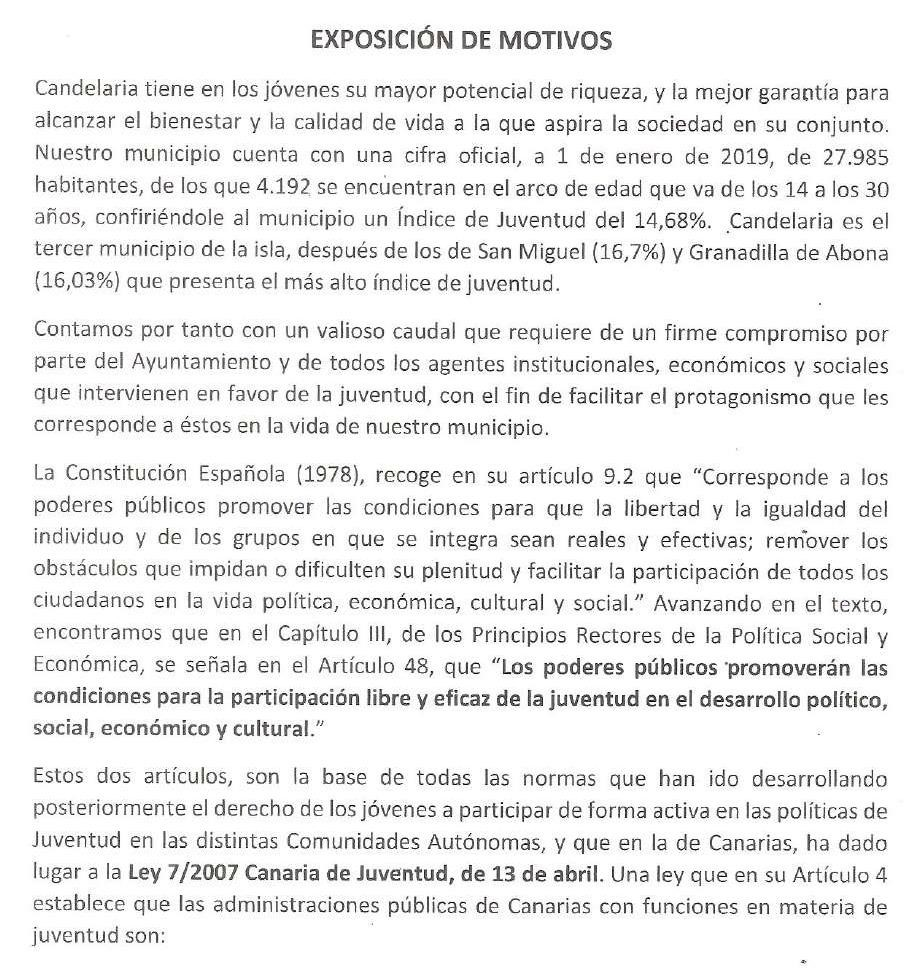 EXPOSICIÓN DE MOTIVOS
Candelaria tiene en los jóvenes su mayor potencial de riqueza, y la mejor garantía para
alcanzar el bienestar y la calidad de vida a la que aspira la sociedad en su conjunto.
Nuestro municipio cuenta con una cifra oficial, a 1 de enero de 2019, de 27.985
habitantes, de los que 4.192 se encuentran en el arco de edad que va de los 14 a los 30
años, confiriéndole al municipio un Índice de Juventud del 14,68%. Candelaria es el
tercer municipio de la isla, después de los de San Miguel (16,7%) y Granadilla de Abona
(16,03%) que presenta el más alto índice de juventud.
Contamos por tanto con un valioso caudal que requiere de un firme compromiso por
parte del Ayuntamiento y de todos los agentes institucionales, económicos y sociales
que intervienen en favor de la juventud, con el fin de facilitar el protagonismo que les
corresponde a éstos en la vida de nuestro municipio.
La Constitución Española (1978), recoge en su artículo 9.2 que “Corresponde a los
poderes públicos promover las condiciones para que la libertad y la igualdad del
individuo y de los grupos en que se integra sean reales y efectivas; remover los
obstáculos que impidan o dificulten su plenitud y facilitar la participación de todos los
ciudadanos en la vida política, económica, cultural y social.” Avanzando en el texto,
encontramos que en el Capítulo III, de los Principios Rectores de la Política Social y
Económica, se señala en el Artículo 48, que “Los poderes públicos promoverán las
condiciones para la participación libre y eficaz de la juventud en el desarrollo político,
social, económico y cultural.”
Estos dos artículos, son la base de todas las normas que han ido desarrollando
posteriormente el derecho de los jóvenes a participar de forma activa en las políticas de
Juventud en las distintas Comunidades Autónomas, y que en la de Canarias, ha dado
lugar a la Ley 7/2007 Canaria de Juventud, de 13 de abril. Una ley que en su Artículo 4
establece que las administraciones públicas de Canarias con funciones en materia de
juventud son: